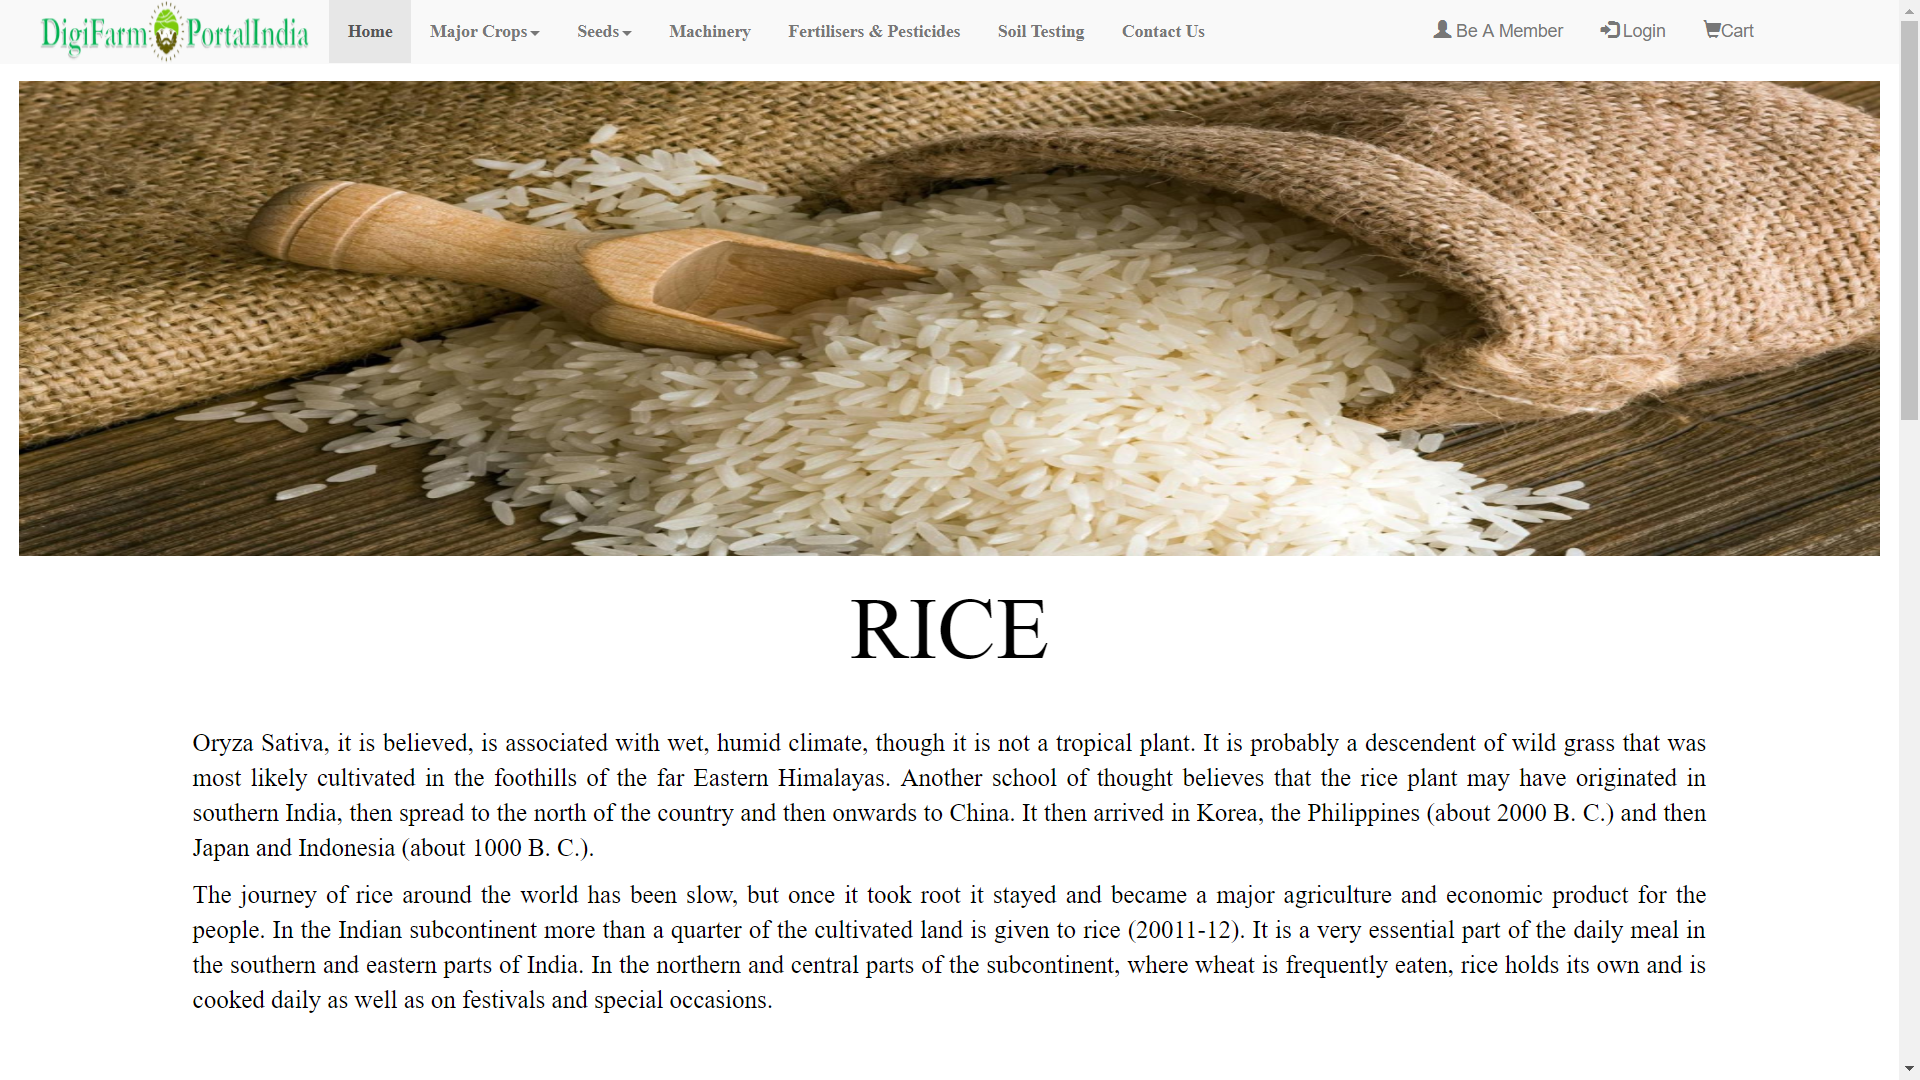 DigiFarm PortalIndia Home Major Crops Seeds Machinery Fertilisers & Pesticides Soil Testing Contact Us Be A Member Login Cart
RICE
Oryza Sativa, it is believed, is associated with wet, humid climate, though it is not a tropical plant. It is probably a descendent of wild grass that was
most likely cultivated in the foothills of the far Eastern Himalayas. Another school of thought believes that the rice plant may have originated in
southern India, then spread to the north of the country and then onwards to China. It then arrived in Korea, the Philippines (about 2000 B. C.) and then
Japan and Indonesia (about 1000 B. C.).
The journey of rice around the world has been slow, but once it took root it stayed and became a major agriculture and economic product for the
people. In the Indian subcontinent more than a quarter of the cultivated land is given to rice (20011-12). It is a very essential part of the daily meal in
the southern and eastern parts of India. In the northern and central parts of the subcontinent, where wheat is frequently eaten, rice holds its own and is
cooked daily as well as on festivals and special occasions.